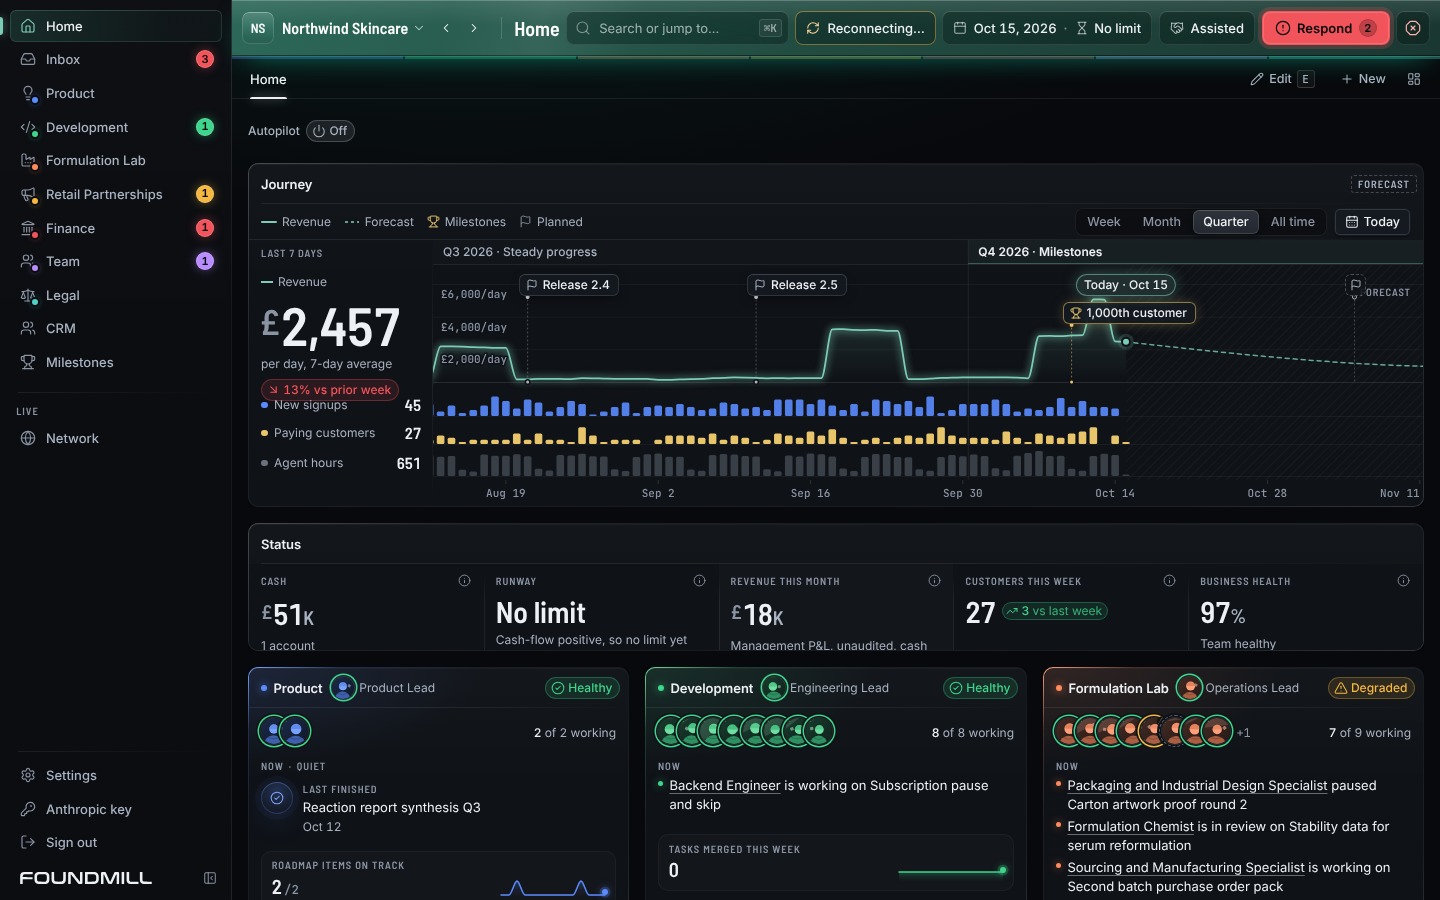 Home
Inbox 3
Product
Development 1
Formulation Lab
Retail Partnerships 1
Finance 1
Team 1
Legal
CRM
Milestones
LIVE
Network
Settings
Anthropic key
Sign out
FOUNDMILL
NS Northwind Skincare Home Search or jump to... ⌘K Reconnecting... Oct 15, 2026 · No limit Assisted Respond 2
Home Edit E + New
Autopilot Off
Journey FORECAST
Revenue Forecast Milestones Planned Week Month Quarter All time Today
LAST 7 DAYS
Revenue
£2,457
per day, 7-day average
13% vs prior week
New signups 45
Paying customers 27
Agent hours 651
Q3 2026 · Steady progress Q4 2026 · Milestones
Release 2.4 Release 2.5 Today · Oct 15
1,000th customer
ORECAST
£6,000/day
£4,000/day
£2,000/day
Aug 19 Sep 2 Sep 16 Sep 30 Oct 14 Oct 28 Nov 11
Status
CASH
£51K
1 account
RUNWAY
No limit
Cash-flow positive, so no limit yet
REVENUE THIS MONTH
£18K
Management P&L, unaudited, cash
CUSTOMERS THIS WEEK
27 3 vs last week
BUSINESS HEALTH
97%
Team healthy
Product Product Lead Healthy
2 of 2 working
NOW · QUIET
LAST FINISHED
Reaction report synthesis Q3
Oct 12
ROADMAP ITEMS ON TRACK
2/2
Development Engineering Lead Healthy
8 of 8 working
NOW
Backend Engineer is working on Subscription pause
and skip
TASKS MERGED THIS WEEK
0
Formulation Lab Operations Lead Degraded
+1 7 of 9 working
NOW
Packaging and Industrial Design Specialist paused
Carton artwork proof round 2
Formulation Chemist is in review on Stability data for
serum reformulation
Sourcing and Manufacturing Specialist is working on
Second batch purchase order pack